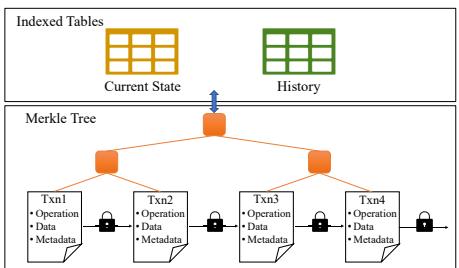 Indexed Tables
Current State
History
Merkle Tree
Txn1
• Operation
• Data
• Metadata
Txn2
• Operation
• Data
• Metadata
Txn3
• Operation
• Data
• Metadata
Txn4
• Operation
• Data
• Metadata